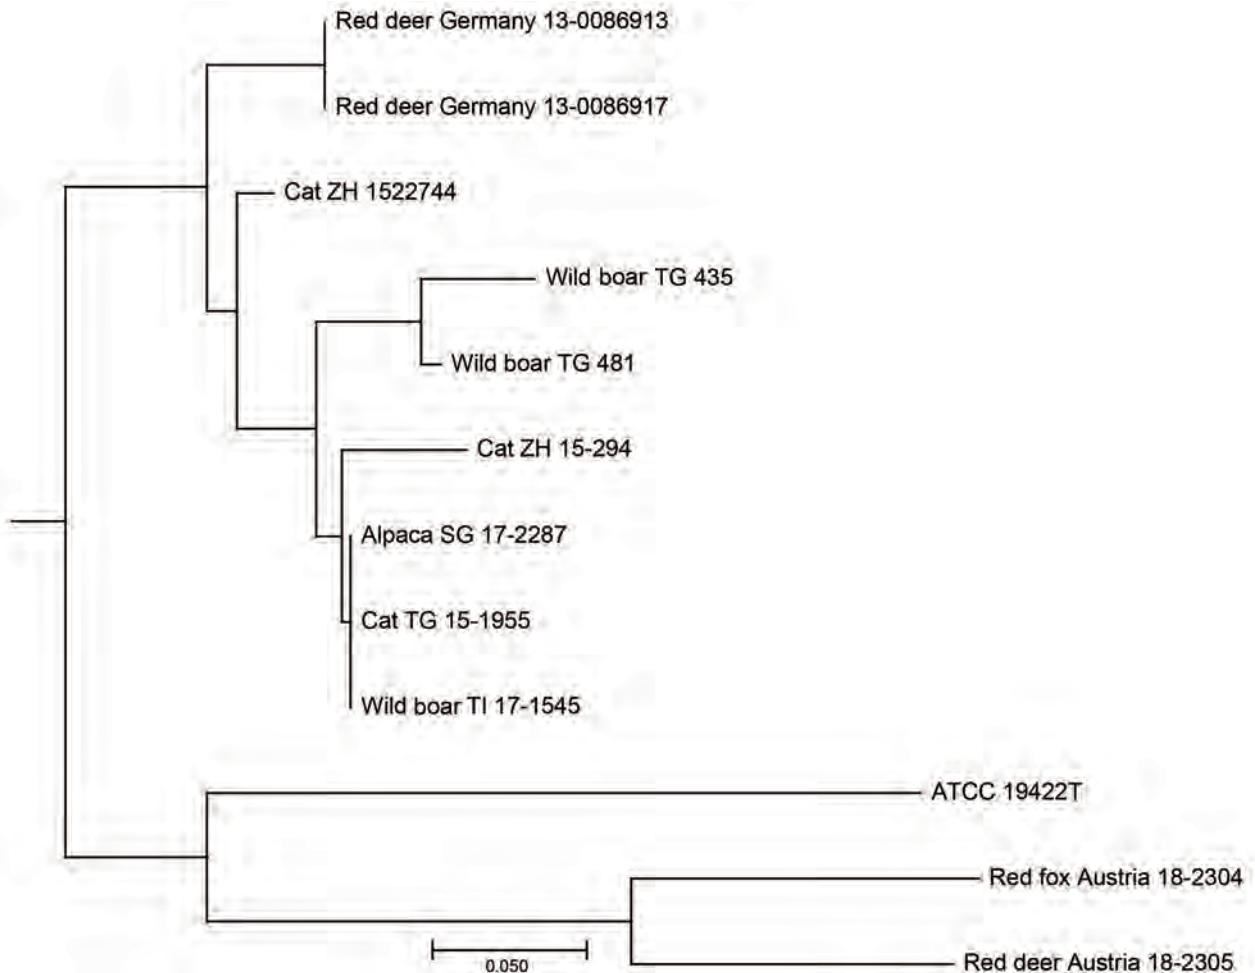 Red deer Germany 13-0086913
Red deer Germany 13-0086917
Cat ZH 1522744
Wild boar TG 435
Wild boar TG 481
Cat ZH 15-294
Alpaca SG 17-2287
Cat TG 15-1955
Wild boar TI 17-1545
ATCC 19422T
Red fox Austria 18-2304
Red deer Austria 18-2305
0.050